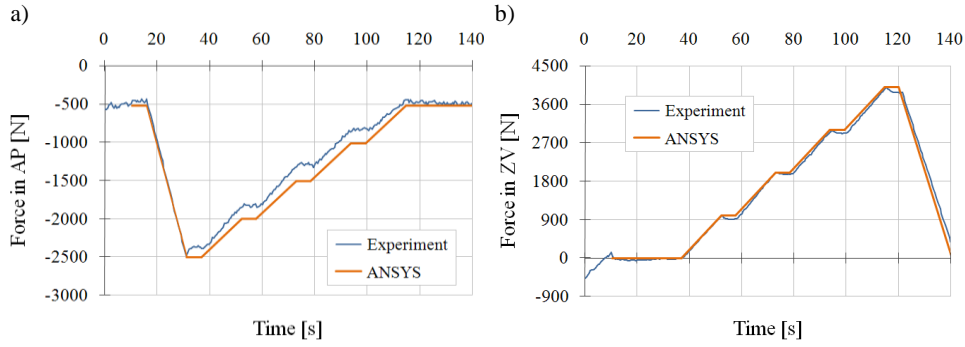 a)
0 20 40 60 80 100 120 140
0
-500
-1000
-1500
-2000
-2500
-3000
Force in AP [N]
Experiment
ANSYS
Time [s]
b)
0 20 40 60 80 100 120 140
4500
3600
2700
1800
900
0
-900
Force in ZV [N]
Experiment
ANSYS
Time [s]